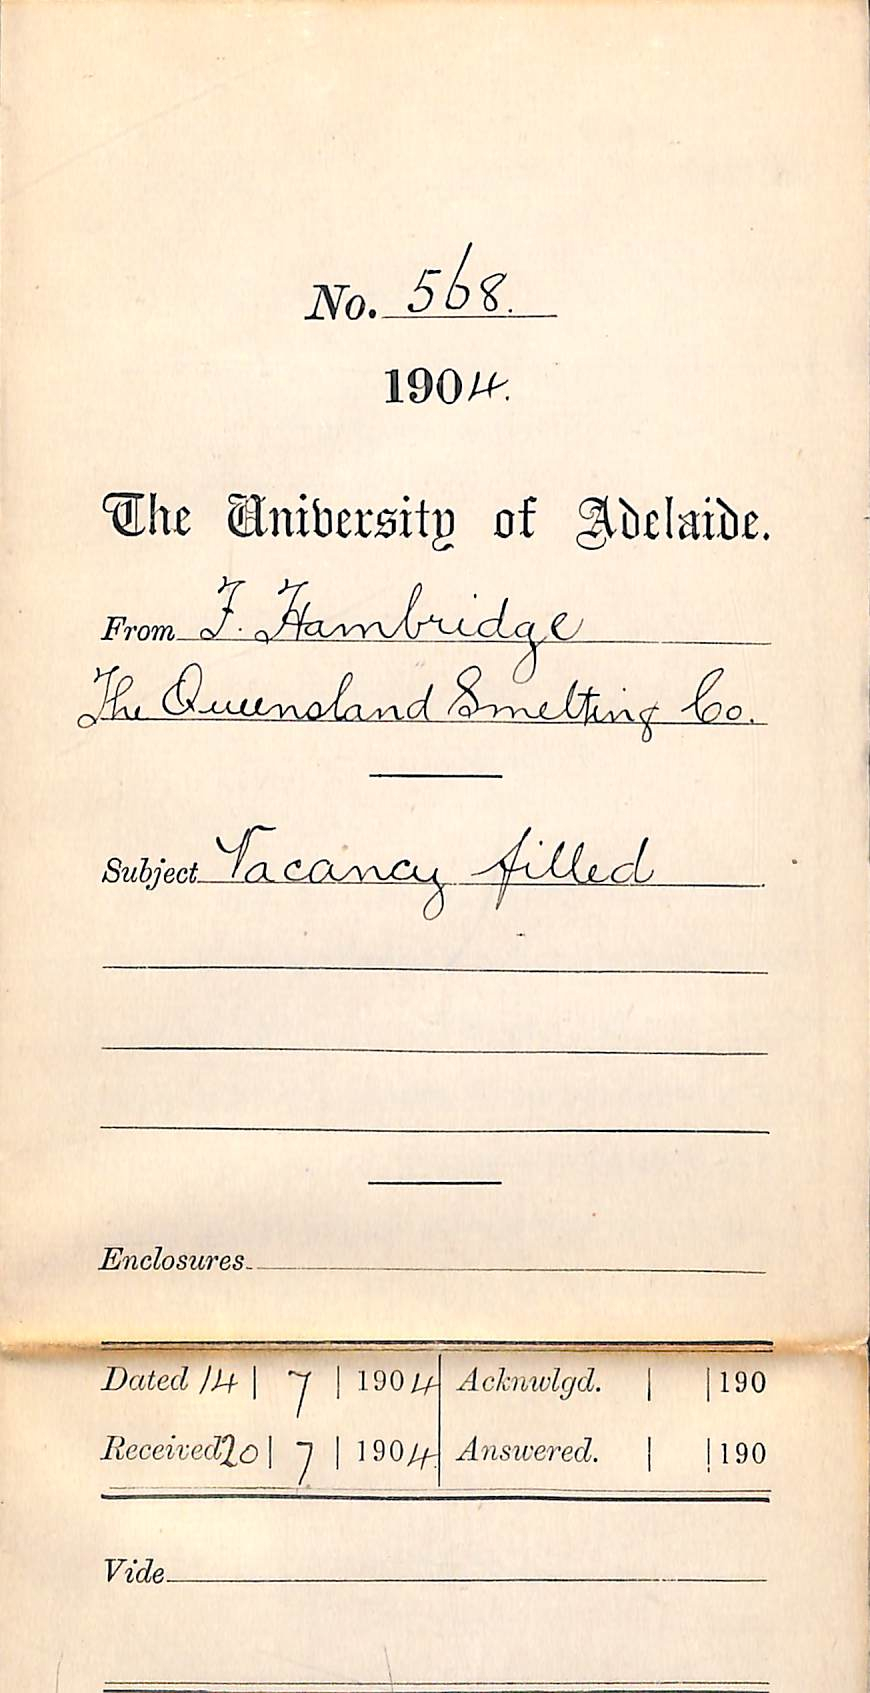 No. 568.
1904.
The University of Adelaide.
From F. Hambridge
The Queensland Smelting Co.
Subject Vacancy filled
Enclosures
Dated 14 | 7 | 1904 Acknwlgd. | | 190
Received 20 | 7 | 1904 Answered. | | 190
Vide